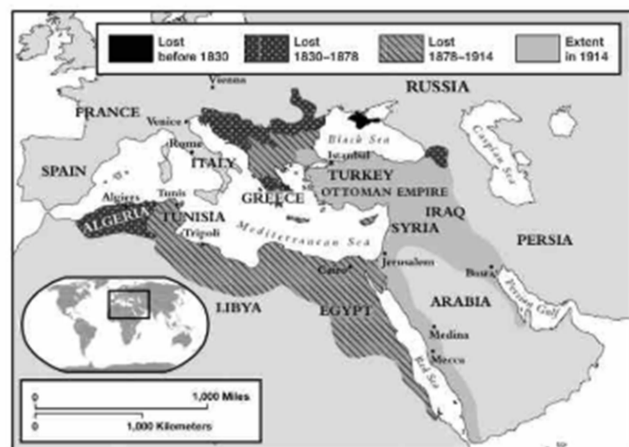 Lost before 1830
Lost 1830–1878
Lost 1878–1914
Extent in 1914
Vienna
RUSSIA
FRANCE
Venice
Black Sea
Caspian Sea
Rome
ITALY
Istanbul
SPAIN
TURKEY
OTTOMAN EMPIRE
GREECE
Algiers
Tunis
ALGERIA
TUNISIA
IRAQ
SYRIA
Mediterranean Sea
Tripoli
PERSIA
Jerusalem
Cairo
Basra
Persian Gulf
ARABIA
LIBYA
EGYPT
Medina
Mecca
Red Sea
0 1,000 Miles
0 1,000 Kilometers